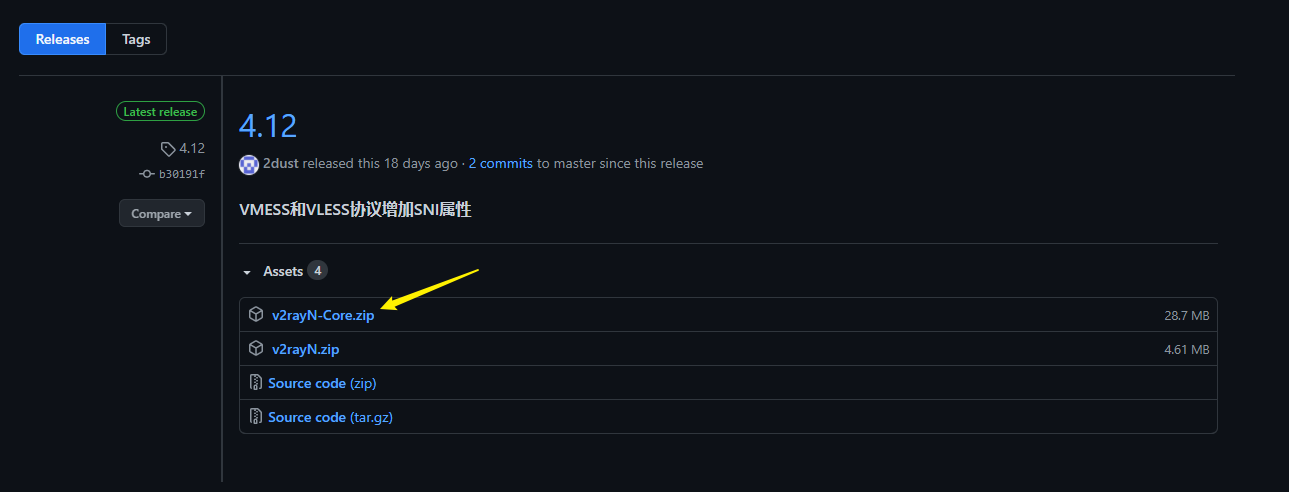 Releases Tags
Latest release
4.12
b30191f
Compare
4.12
2dust released this 18 days ago · 2 commits to master since this release
VMESS和VLESS协议增加SNI属性
Assets 4
v2rayN-Core.zip 28.7 MB
v2rayN.zip 4.61 MB
Source code (zip)
Source code (tar.gz)